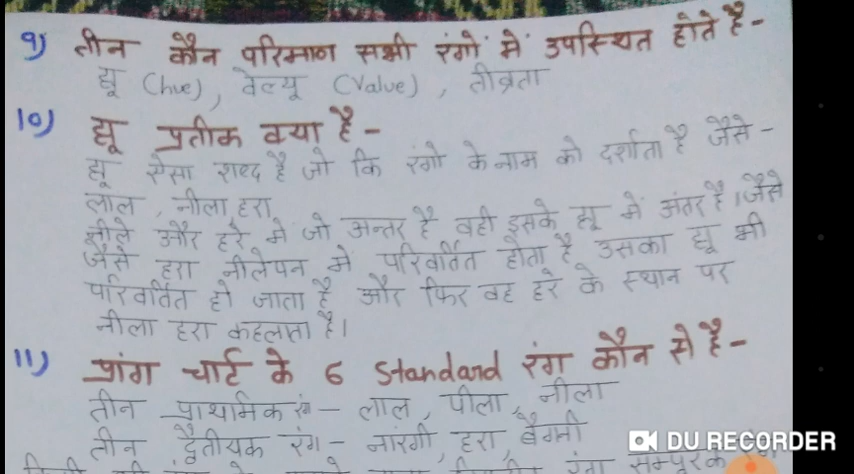 9) तीन कौन परिमाण सभी रंगों में उपस्थित होते है-
ह्यू (hue), वेल्यू (Value), तीव्रता
10) ह्यू प्रतीक क्या है-
ह्यू ऐसा शब्द है जो कि रंगो के नाम को दर्शाता है जैसे -
लाल, नीला, हरा
नीले और हरे में जो अन्तर है वही इसके ह्यू में अंतर है। जैसे
जैसे हरा नीलेपन में परिवर्तित होता है उसका ह्यू भी
परिवर्तित हो जाता है और फिर वह हरे के स्थान पर
नीला हरा कहलाता है।
11) प्रांग चार्ट के 6 Standard रंग कौन से है-
तीन प्राथमिक रंग - लाल, पीला, नीला
तीन द्वैतीयक रंग - नारंगी, हरा, बैगनी
DU RECORDER
रंग सम्पूरक